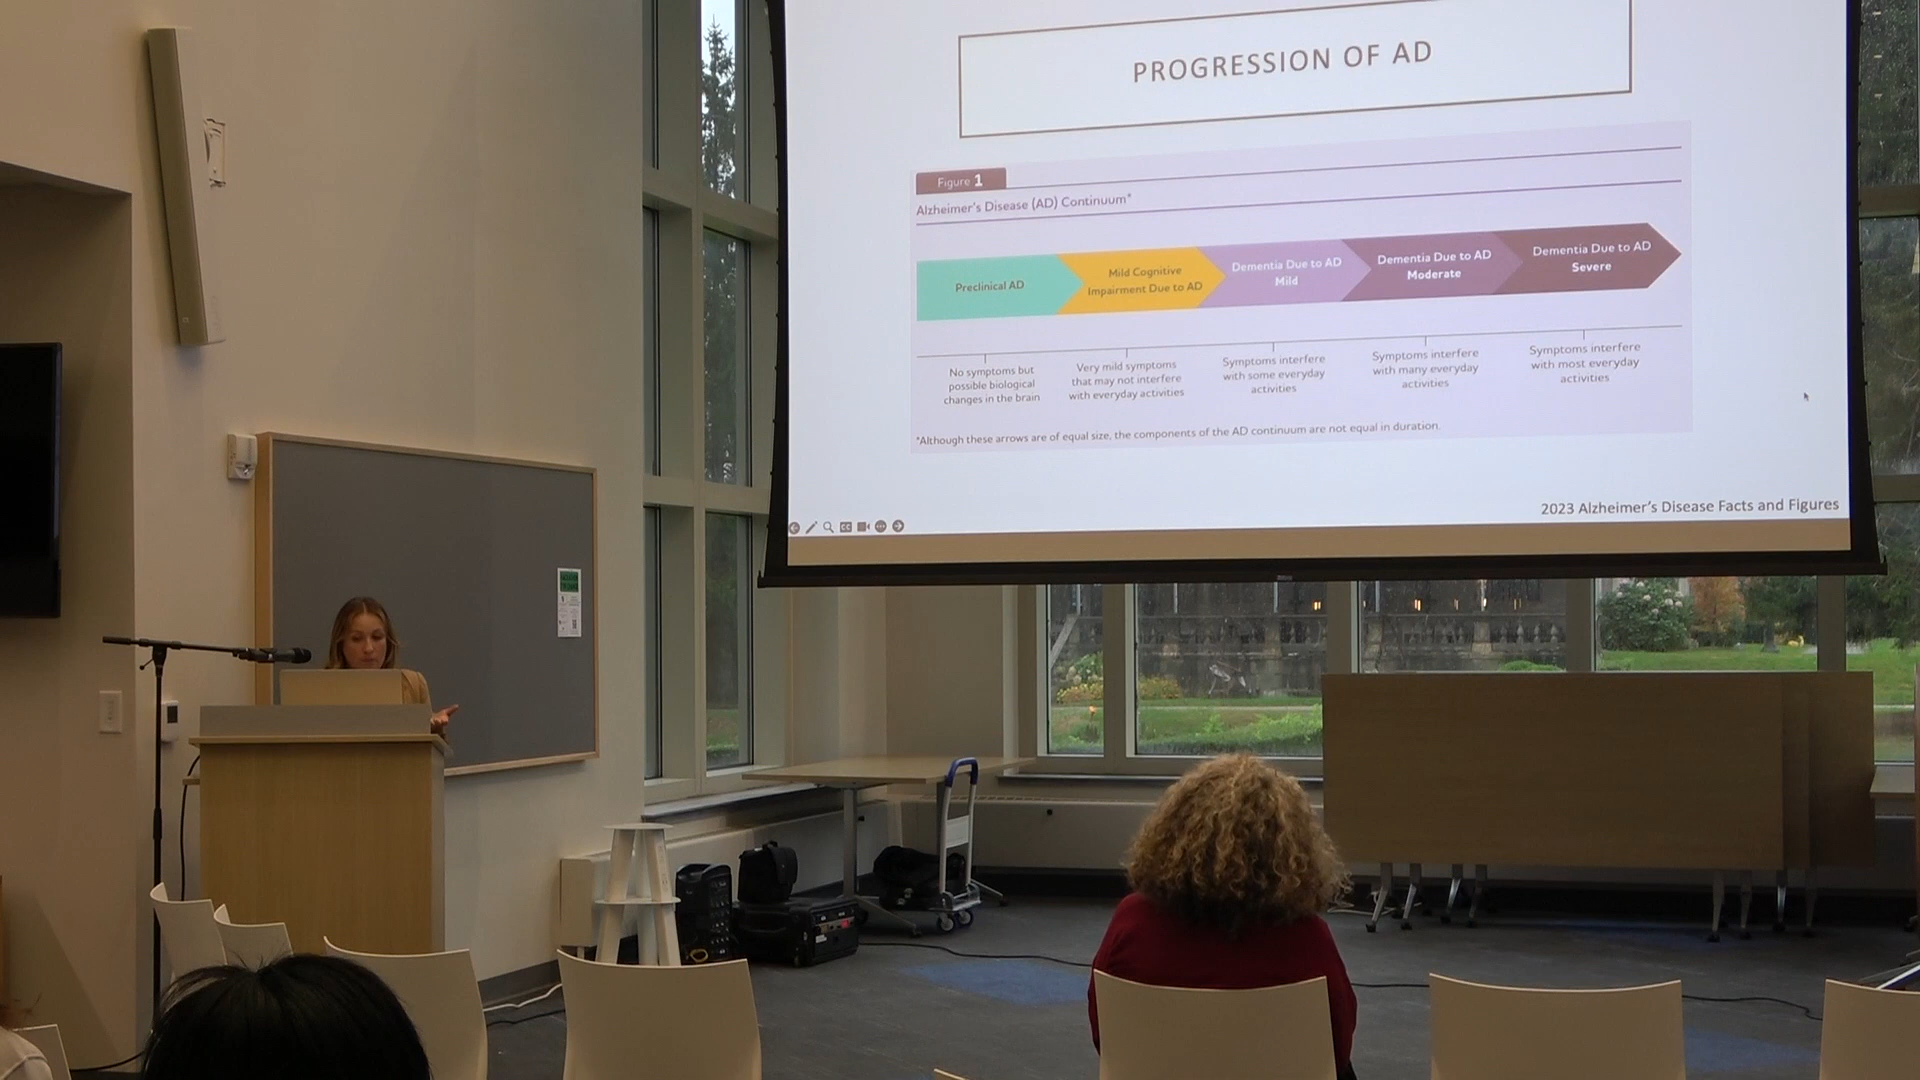 PROGRESSION OF AD
Figure 1
Alzheimer's Disease (AD) Continuum*
Preclinical AD
Mild Cognitive
Impairment Due to AD
Dementia Due to AD
Mild
Dementia Due to AD
Moderate
Dementia Due to AD
Severe
No symptoms but
possible biological
changes in the brain
Very mild symptoms
that may not interfere
with everyday activities
Symptoms interfere
with some everyday
activities
Symptoms interfere
with many everyday
activities
Symptoms interfere
with most everyday
activities
*Although these arrows are of equal size, the components of the AD continuum are not equal in duration.
2023 Alzheimer's Disease Facts and Figures
CC